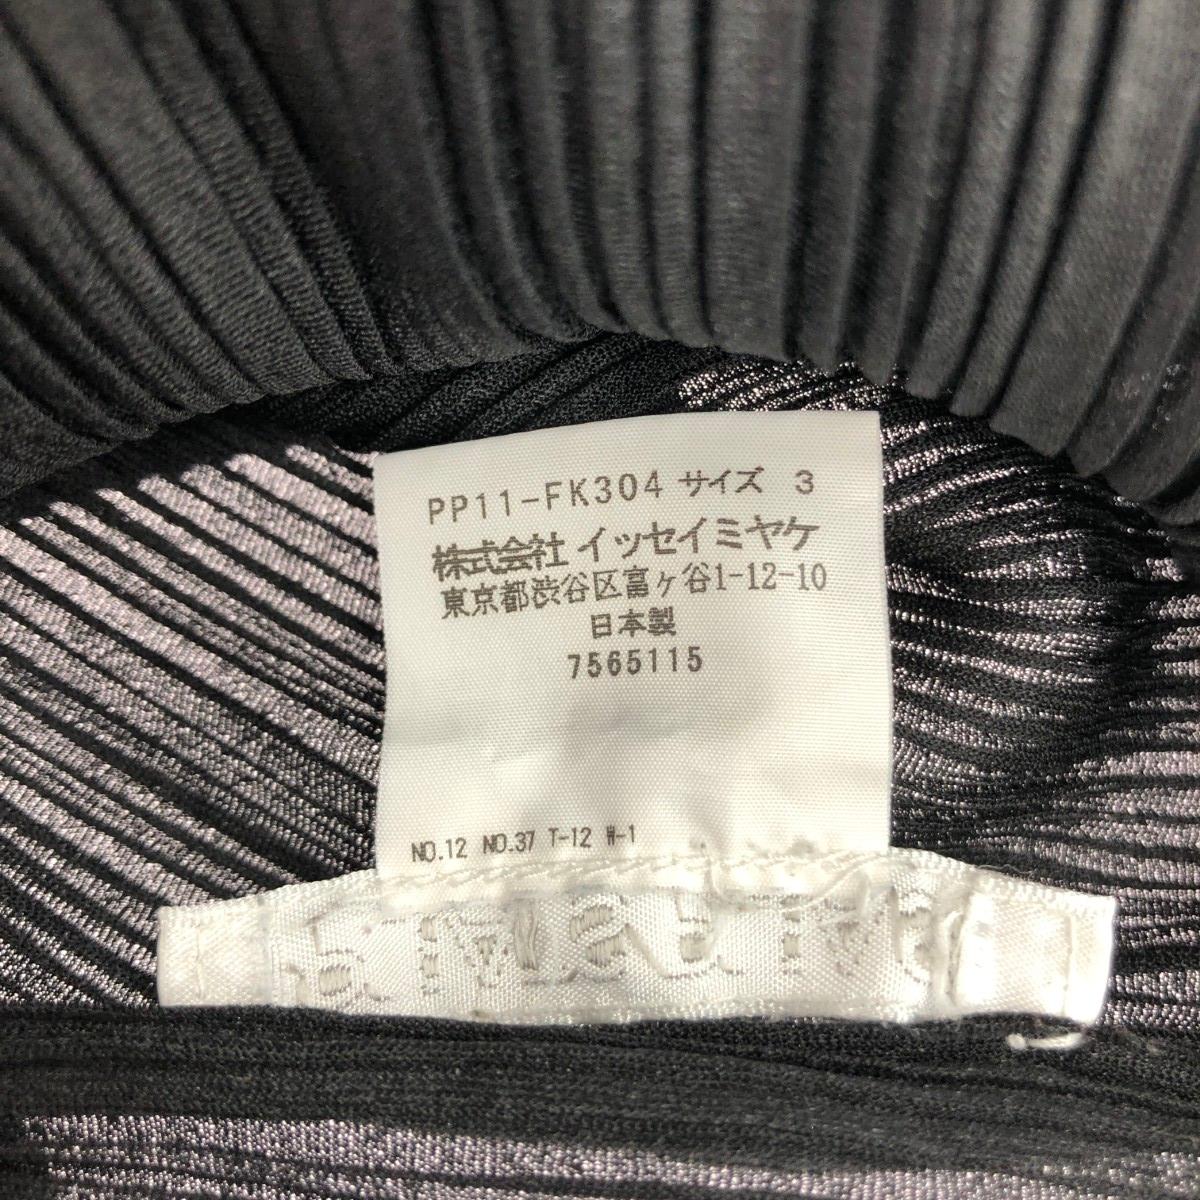 PP11-FK304 サイズ 3
株式会社 イッセイミヤケ
東京都渋谷区富ヶ谷1-12-10
日本製
7565115
NO.12 NO.37 T-12 W-1